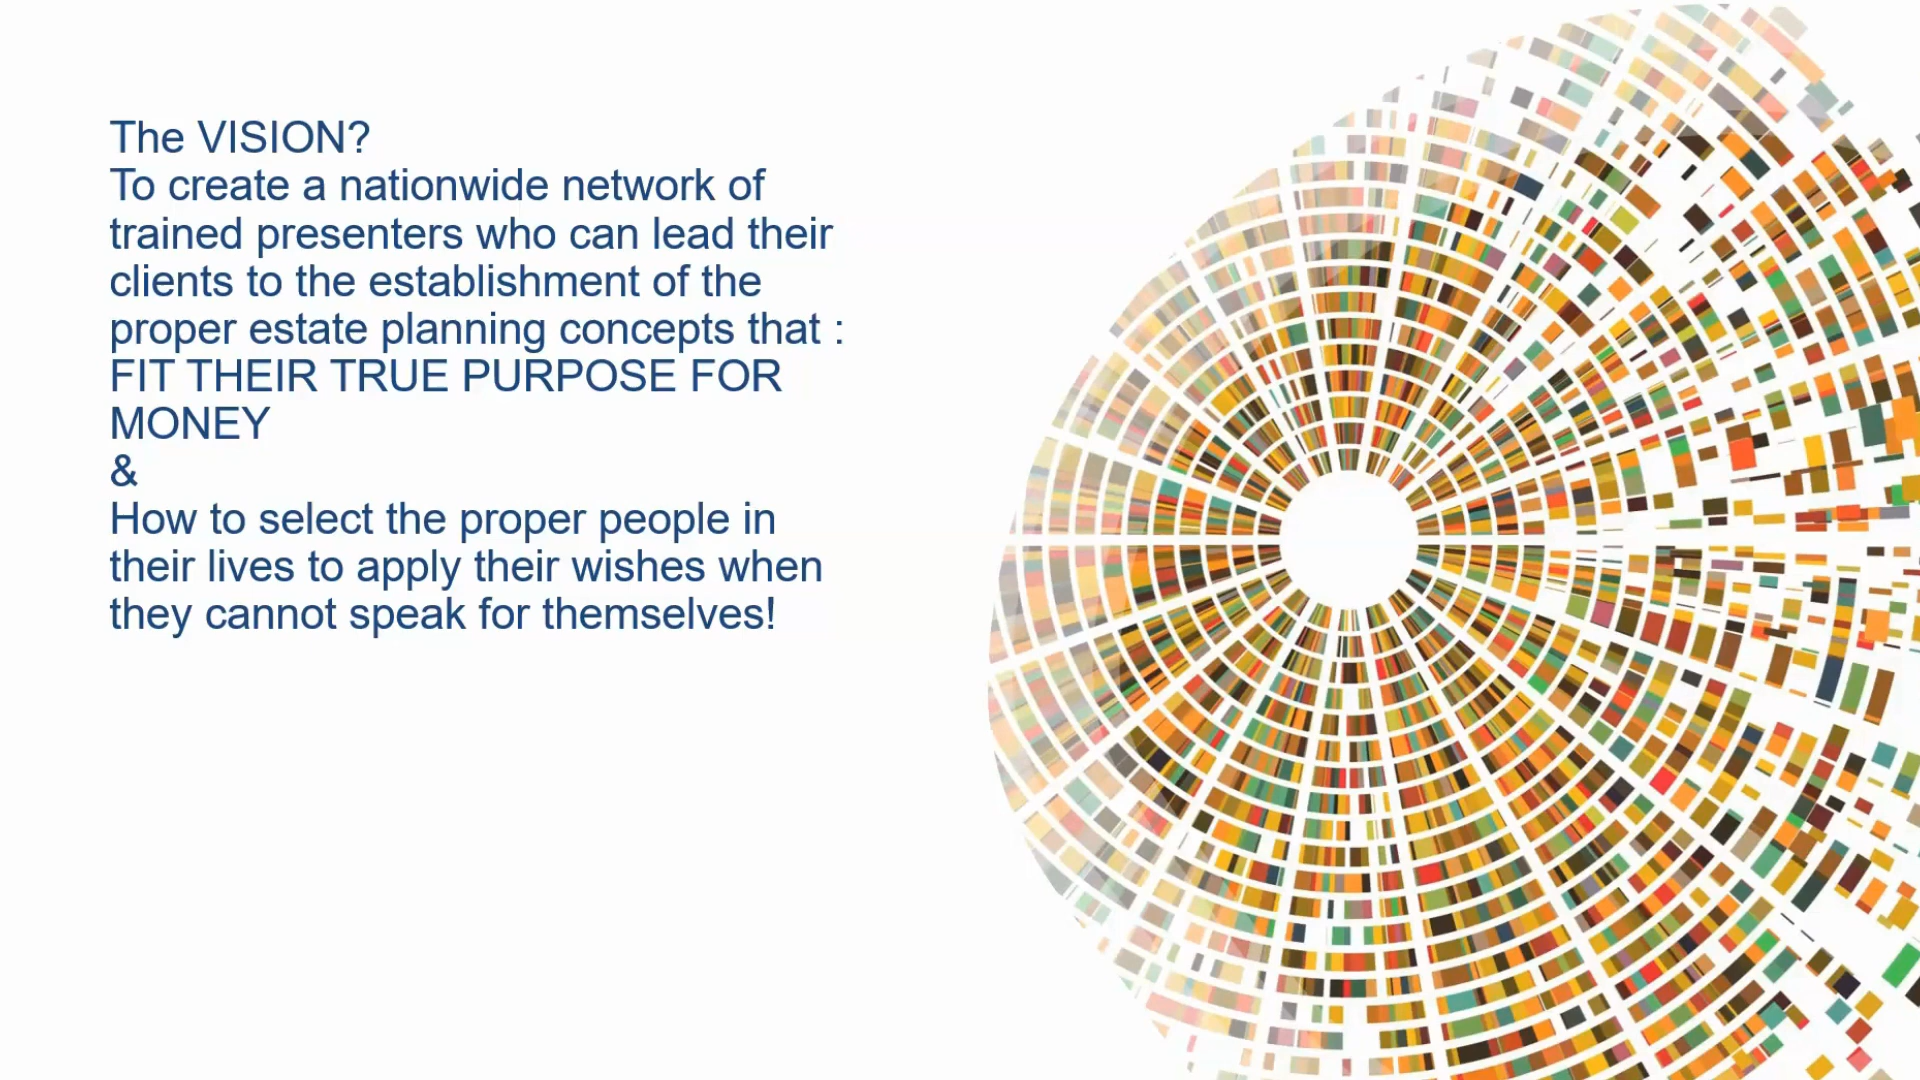 The VISION?
To create a nationwide network of
trained presenters who can lead their
clients to the establishment of the
proper estate planning concepts that :
FIT THEIR TRUE PURPOSE FOR
MONEY
&
How to select the proper people in
their lives to apply their wishes when
they cannot speak for themselves!